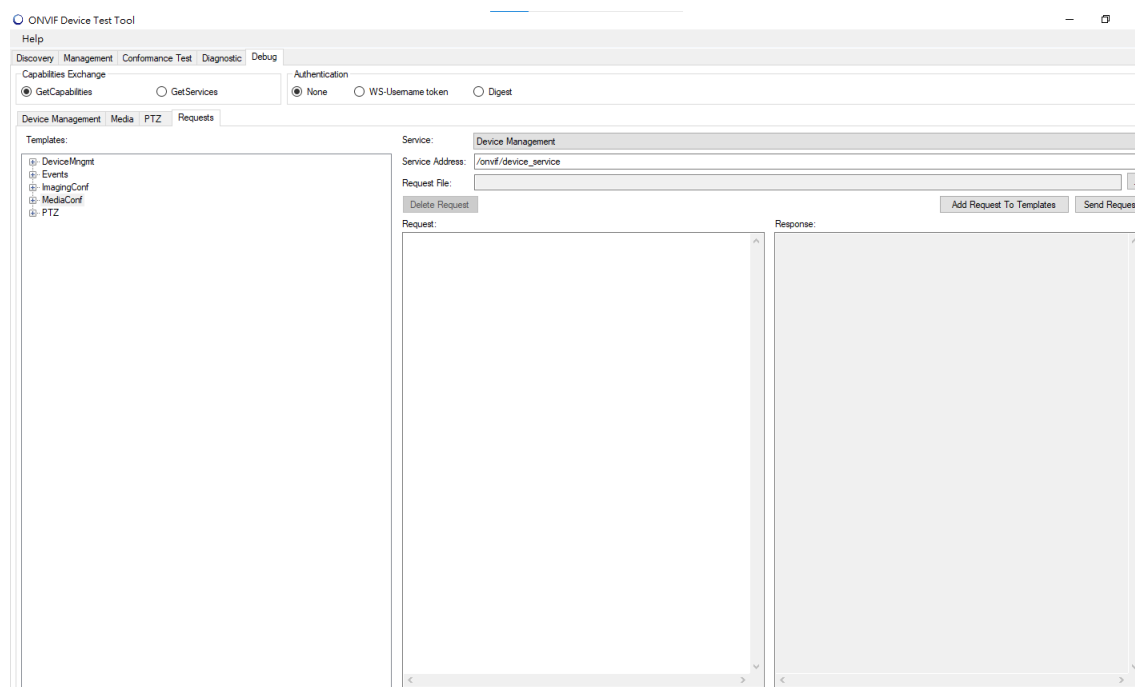 ONVIF Device Test Tool
Help
Discovery Management Conformance Test Diagnostic Debug
Capabilities Exchange
GetCapabilities GetServices
Authentication
None WS-Username token Digest
Device Management Media PTZ Requests
Templates:
DeviceMngmt
Events
ImagingConf
MediaConf
PTZ
Service: Device Management
Service Address: /onvif/device_service
Request File:
Delete Request Add Request To Templates Send Reques
Request:
Response: